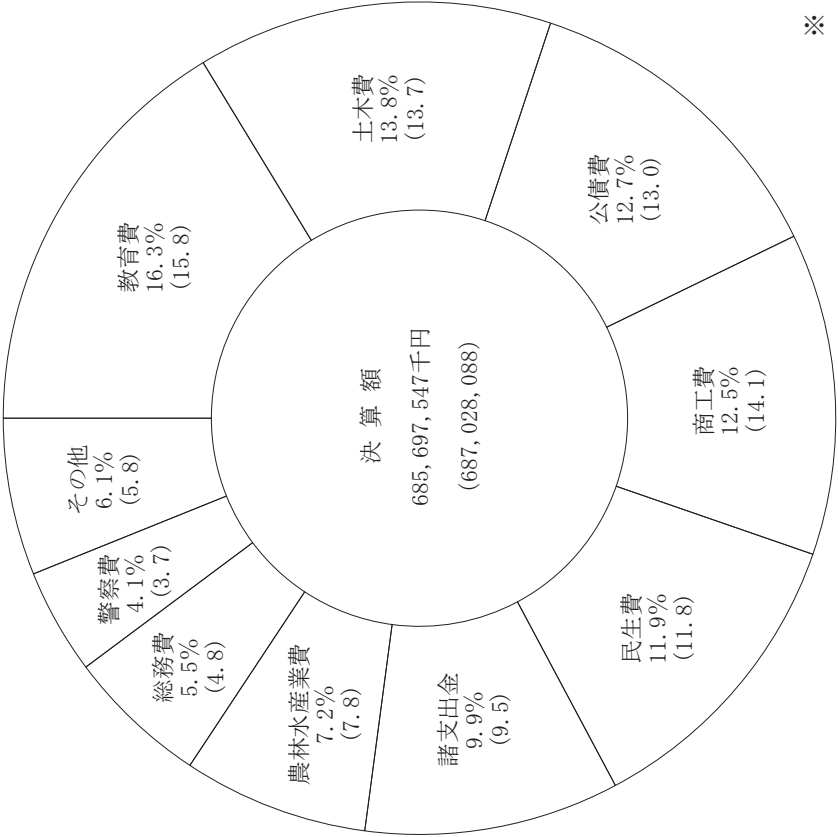 ※
決算額
685,697,547千円
(687,028,088)
教育費
16.3%
(15.8)
土木費
13.8%
(13.7)
公債費
12.7%
(13.0)
商工費
12.5%
(14.1)
民生費
11.9%
(11.8)
諸支出金
9.9%
(9.5)
農林水産業費
7.2%
(7.8)
総務費
5.5%
(4.8)
警察費
4.1%
(3.7)
その他
6.1%
(5.8)